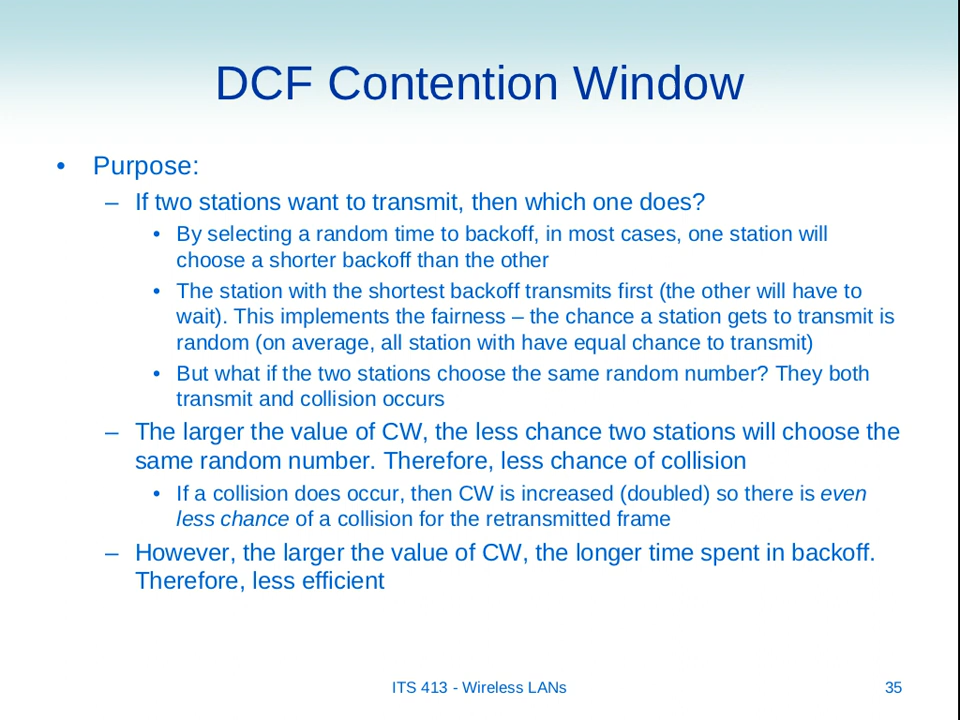 DCF Contention Window
• Purpose:
– If two stations want to transmit, then which one does?
• By selecting a random time to backoff, in most cases, one station will
choose a shorter backoff than the other
• The station with the shortest backoff transmits first (the other will have to
wait). This implements the fairness – the chance a station gets to transmit is
random (on average, all station with have equal chance to transmit)
• But what if the two stations choose the same random number? They both
transmit and collision occurs
– The larger the value of CW, the less chance two stations will choose the
same random number. Therefore, less chance of collision
• If a collision does occur, then CW is increased (doubled) so there is even
less chance of a collision for the retransmitted frame
– However, the larger the value of CW, the longer time spent in backoff.
Therefore, less efficient
ITS 413 - Wireless LANs
35